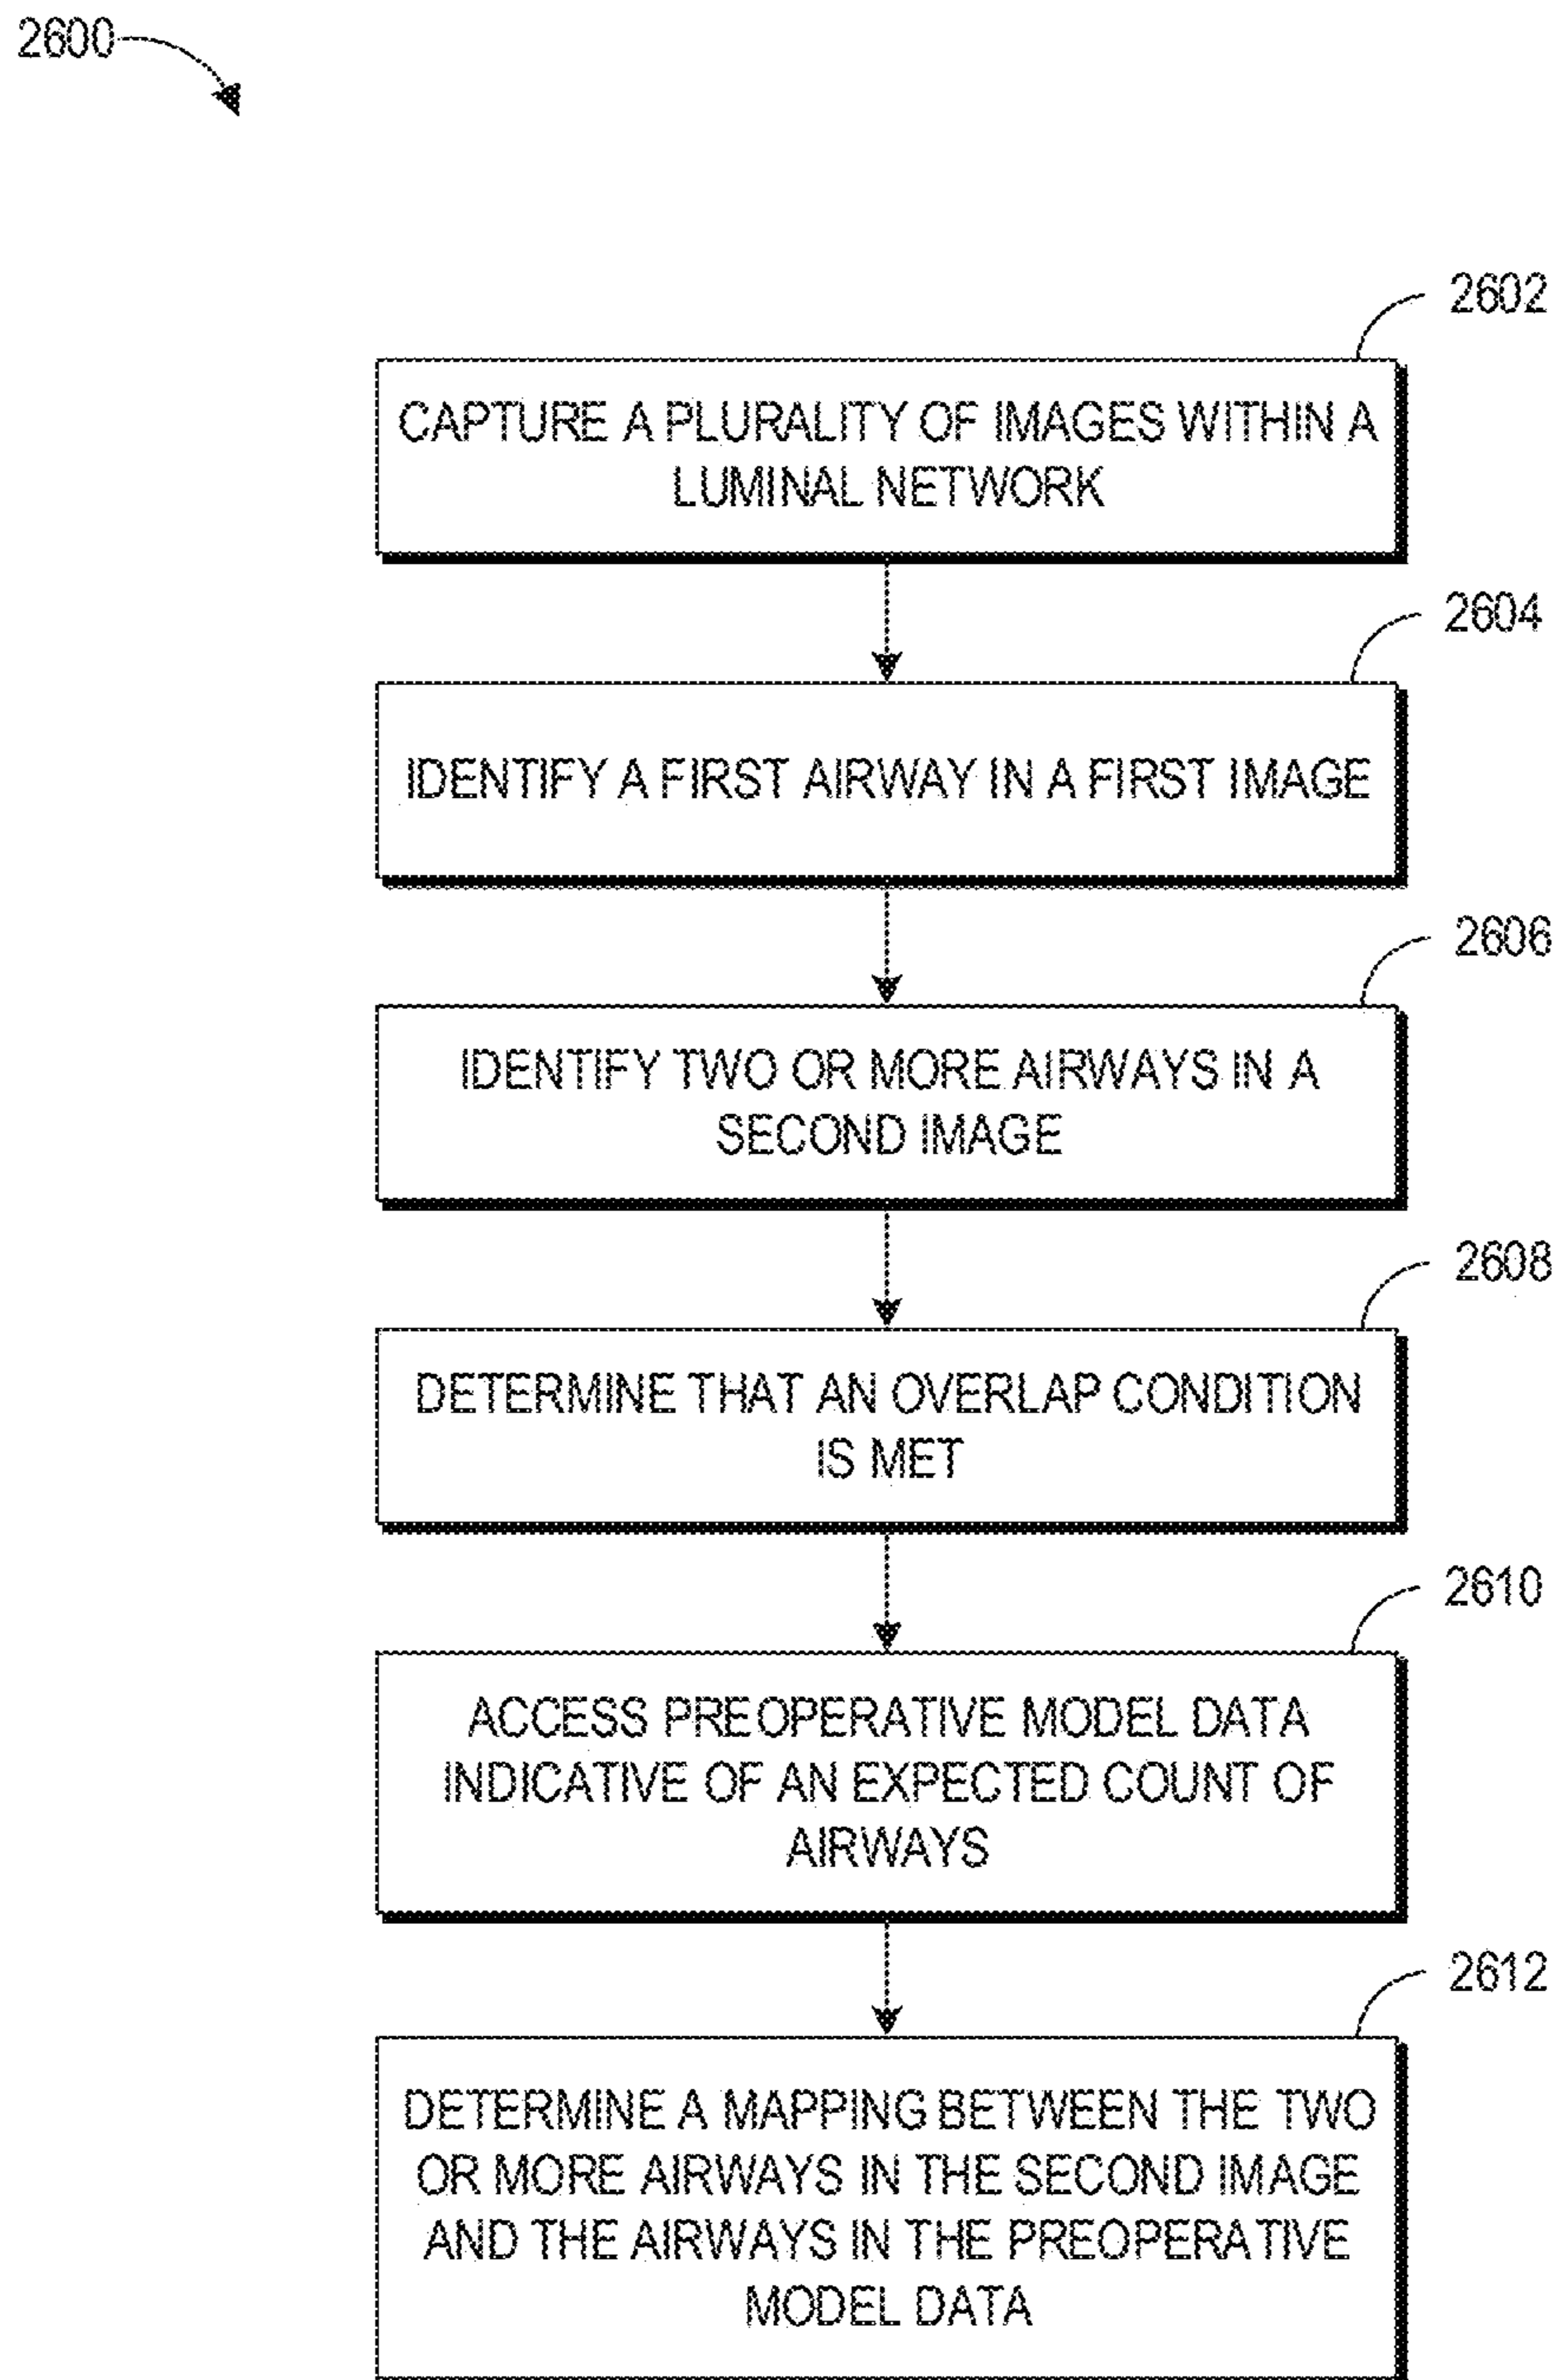 2600
2602
CAPTURE A PLURALITY OF IMAGES WITHIN A
LUMINAL NETWORK
2604
IDENTIFY A FIRST AIRWAY IN A FIRST IMAGE
2606
IDENTIFY TWO OR MORE AIRWAYS IN A
SECOND IMAGE
2608
DETERMINE THAT AN OVERLAP CONDITION
IS MET
2610
ACCESS PREOPERATIVE MODEL DATA
INDICATIVE OF AN EXPECTED COUNT OF
AIRWAYS
2612
DETERMINE A MAPPING BETWEEN THE TWO
OR MORE AIRWAYS IN THE SECOND IMAGE
AND THE AIRWAYS IN THE PREOPERATIVE
MODEL DATA